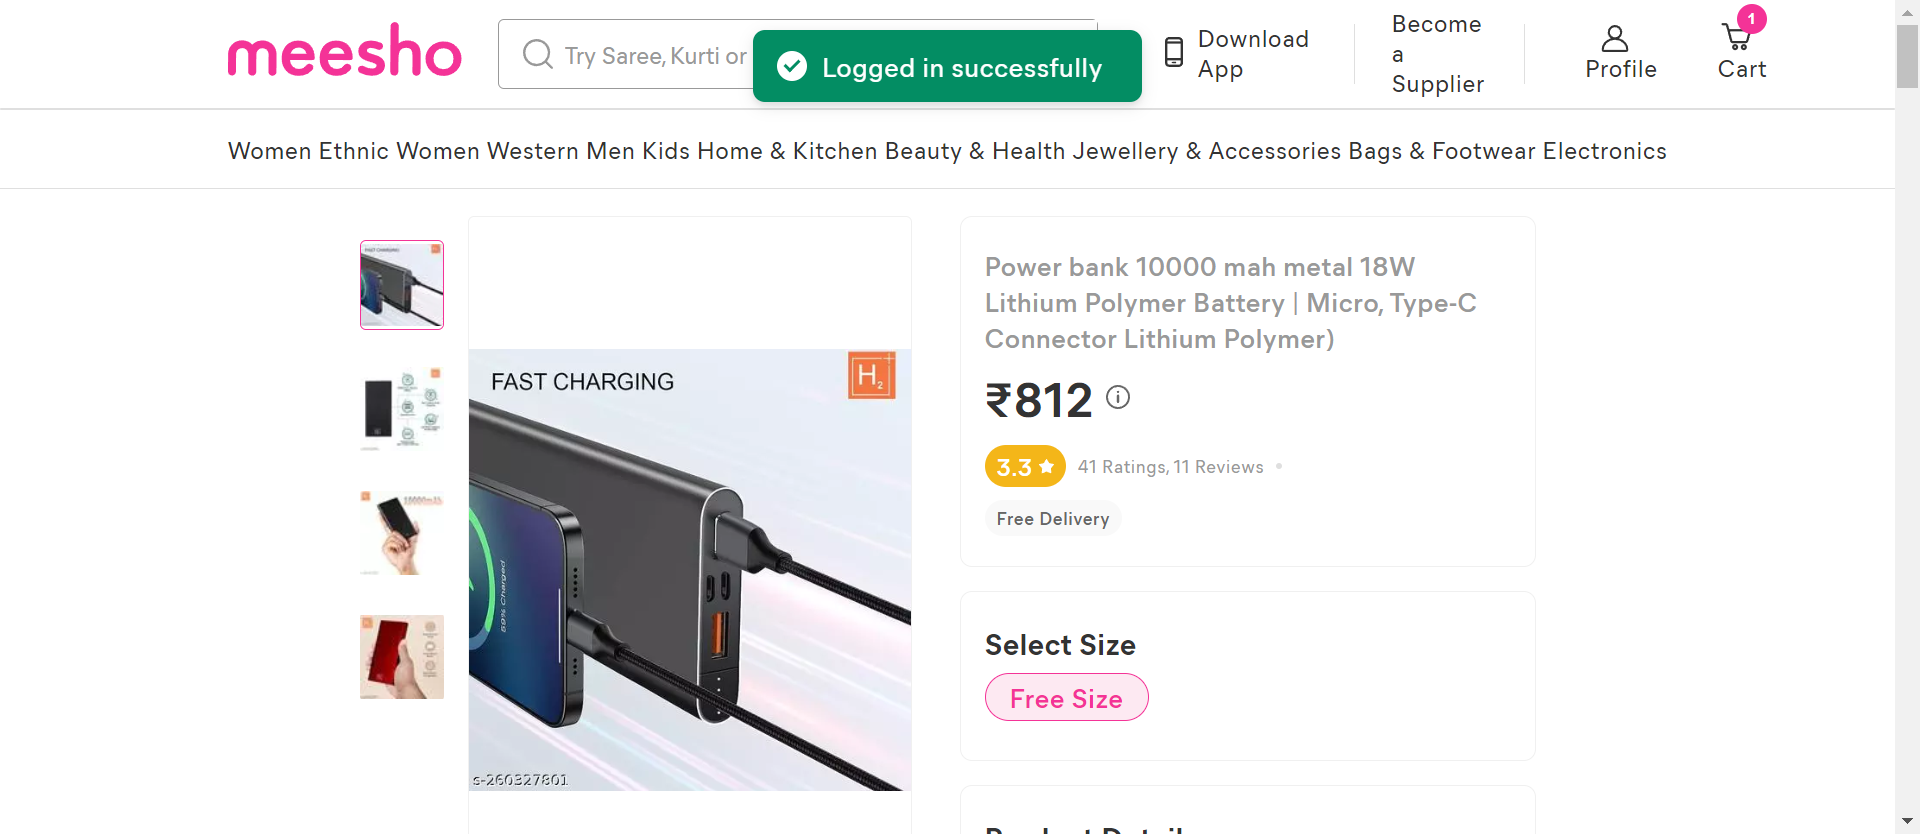 meesho
Try Saree, Kurti or
Logged in successfully
Download
App
Become
a
Supplier
Profile
1
Cart
Women Ethnic Women Western Men Kids Home & Kitchen Beauty & Health Jewellery & Accessories Bags & Footwear Electronics
FAST CHARGING
H2
59% Charged
s-260327801
10000mAh
Power bank 10000 mah metal 18W
Lithium Polymer Battery | Micro, Type-C
Connector Lithium Polymer)
₹812
3.3
41 Ratings, 11 Reviews
Free Delivery
Select Size
Free Size